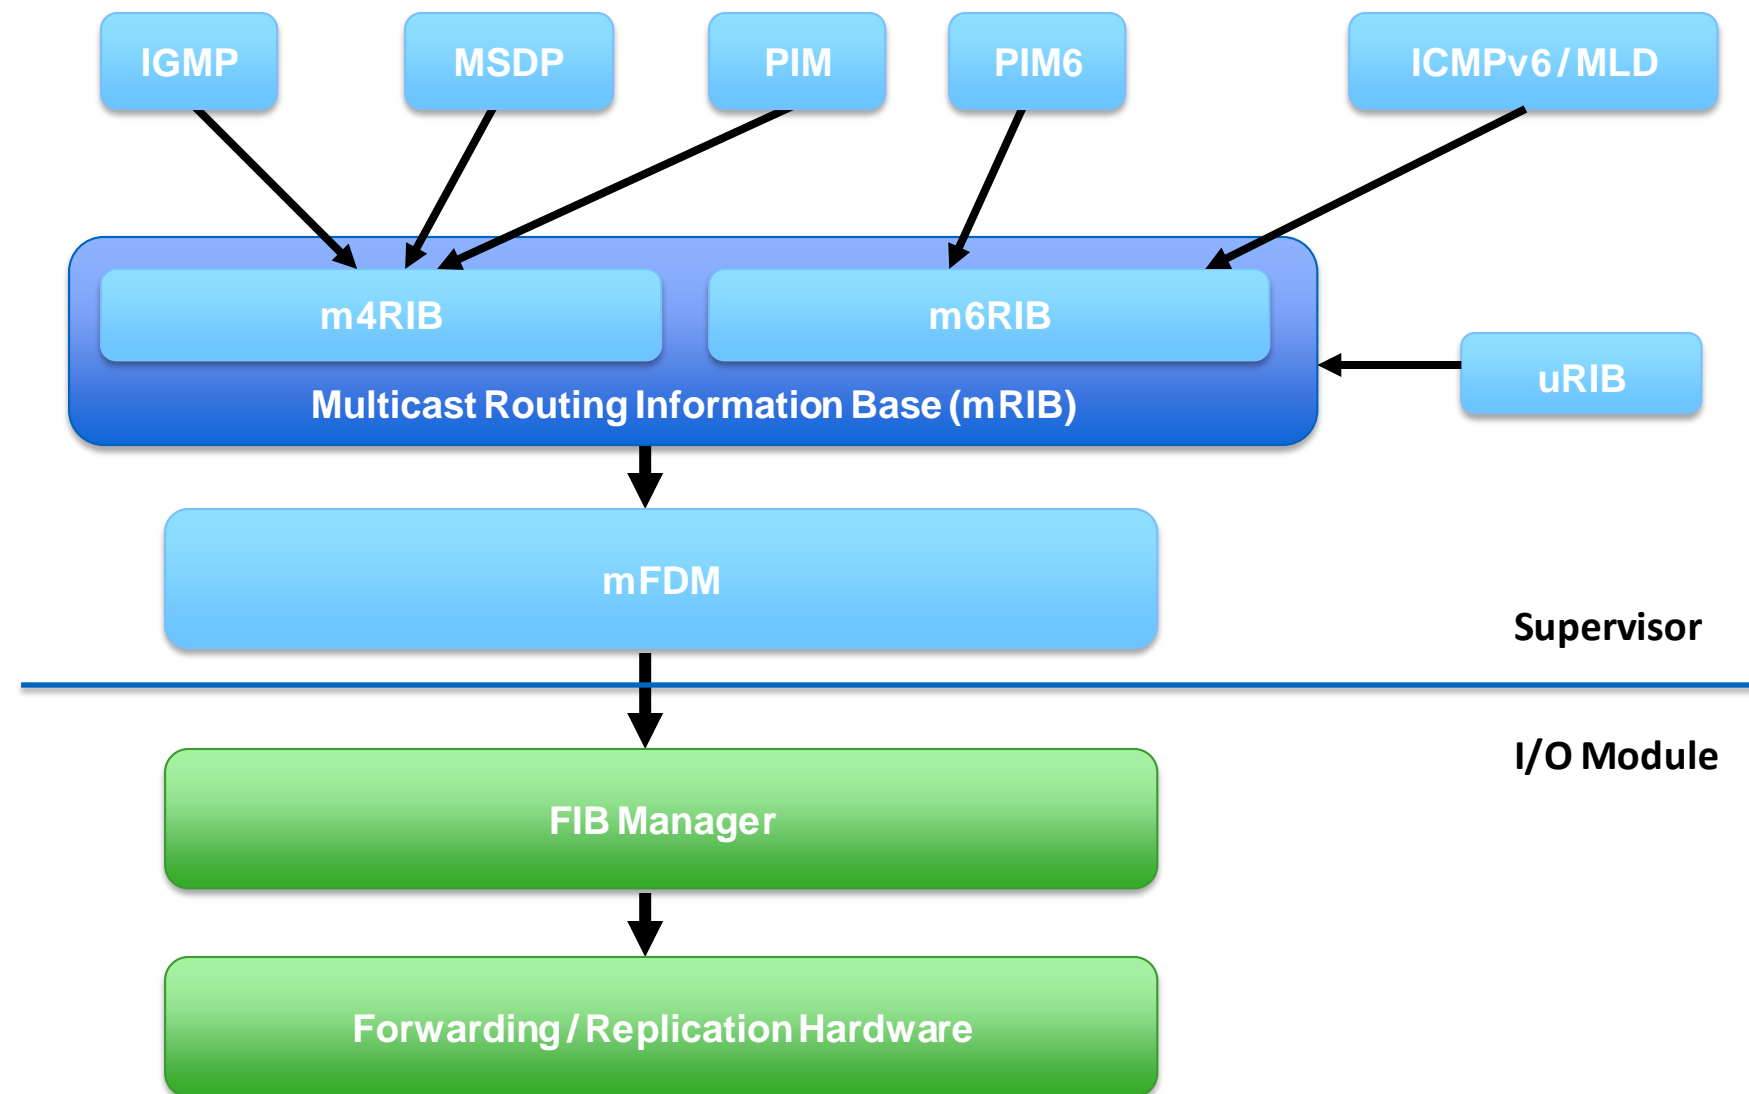 IGMP
MSDP
PIM
PIM6
ICMPv6 / MLD
m4RIB
m6RIB
uRIB
Multicast Routing Information Base (mRIB)
mFDM
Supervisor
I/O Module
FIB Manager
Forwarding / Replication Hardware